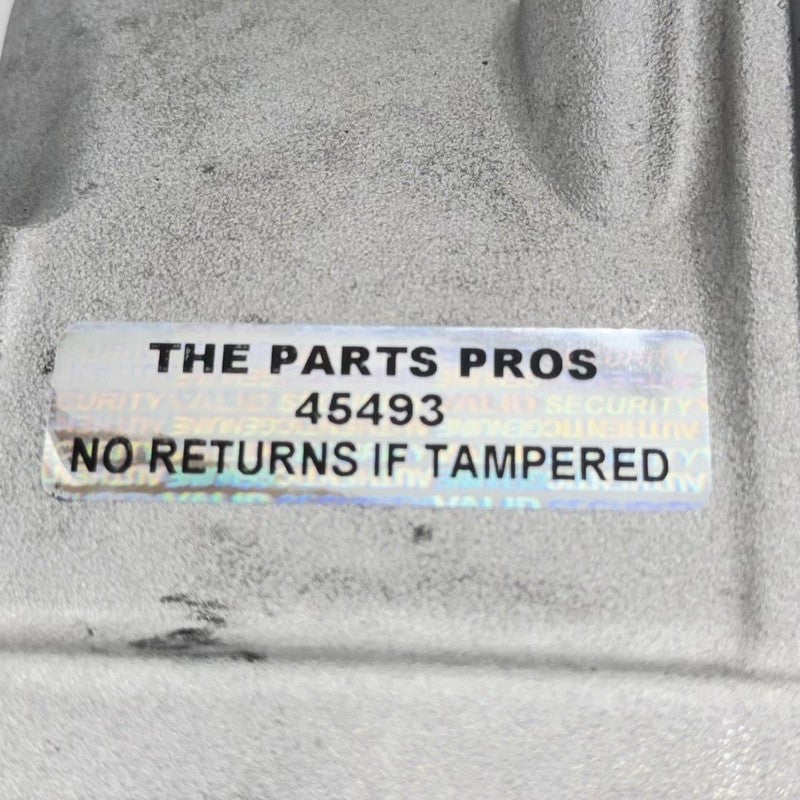 THE PARTS PROS
45493
NO RETURNS IF TAMPERED